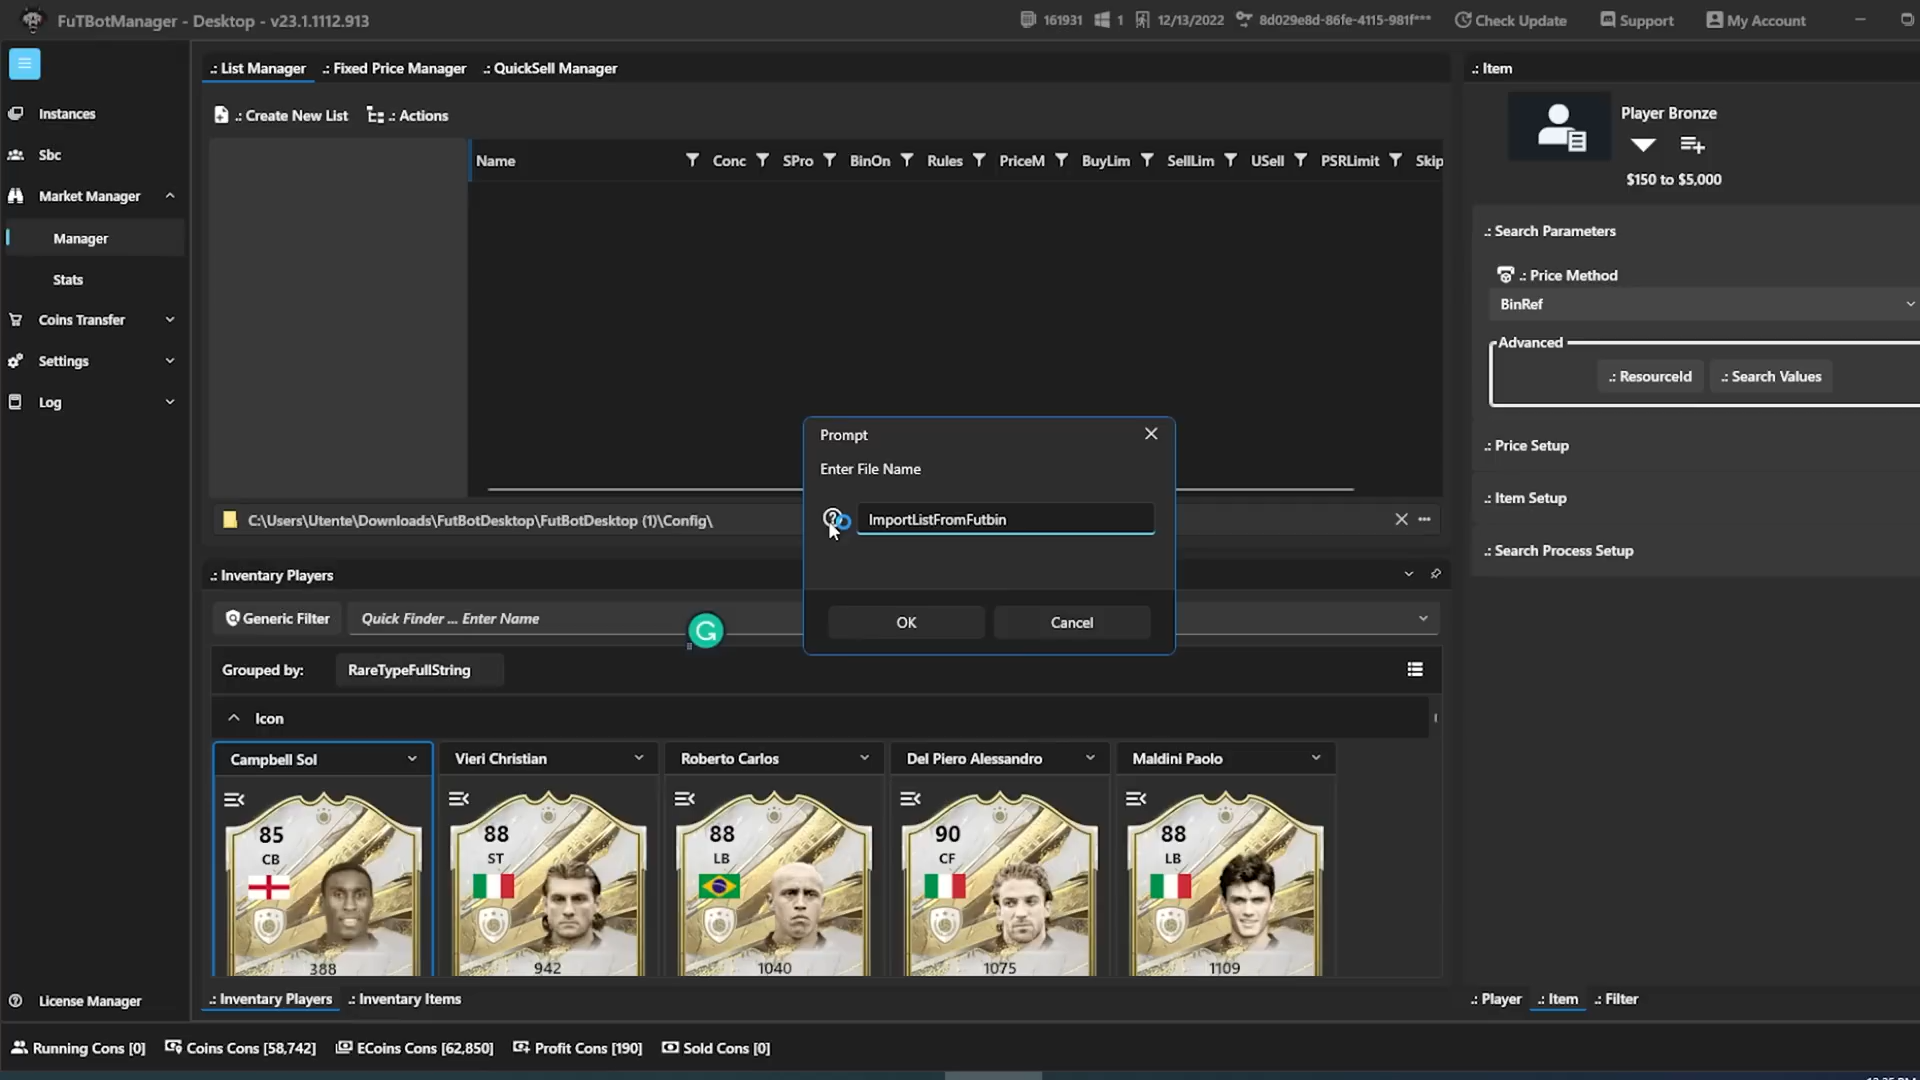 FuTBotManager - Desktop - v23.1.1112.913
161931 1 12/13/2022 8d029e8d-86fe-4115-981f*** Check Update Support My Account
.: List Manager .: Fixed Price Manager .: QuickSell Manager
.: Create New List .: Actions
Name Conc SPro BinOn Rules PriceM BuyLim SellLim USell PSRLimit Skip
Instances
Sbc
Market Manager
Manager
Stats
Coins Transfer
Settings
Log
License Manager
.: Item
Player Bronze
$150 to $5,000
.: Search Parameters
.: Price Method
BinRef
Advanced
.: ResourceId .: Search Values
.: Price Setup
.: Item Setup
.: Search Process Setup
Prompt
Enter File Name
ImportListFromFutbin
OK Cancel
C:\Users\Utente\Downloads\FutBotDesktop\FutBotDesktop (1)\Config\
.: Inventory Players
Generic Filter Quick Finder ... Enter Name
G
Grouped by: RareTypeFullString
Icon
Campbell Sol Vieri Christian Roberto Carlos Del Piero Alessandro Maldini Paolo
85 88 88 90 88
CB ST LB CF LB
388 942 1040 1075 1109
.: Inventory Players .: Inventory Items
.: Player .: Item .: Filter
Running Cons [0] Coins Cons [58,742] ECoins Cons [62,850] Profit Cons [190] Sold Cons [0]